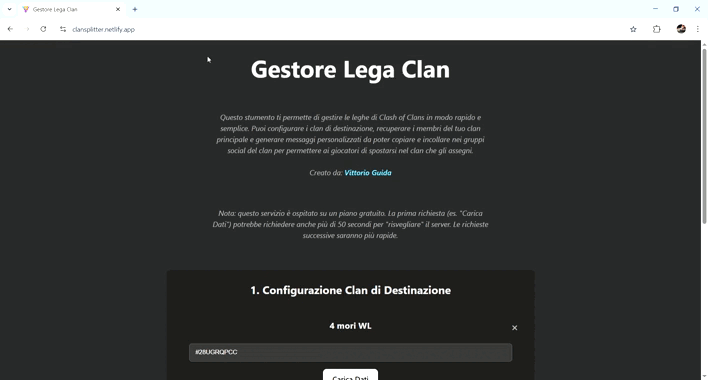 Gestore Lega Clan
clansplitter.netlify.app
Gestore Lega Clan
Questo stumento ti permette di gestire le leghe di Clash of Clans in modo rapido e
semplice. Puoi configurare i clan di destinazione, recuperare i membri del tuo clan
principale e generare messaggi personalizzati da poter copiare e incollare nei gruppi
social del clan per permettere ai giocatori di spostarsi nel clan che gli assegni.
Creato da: Vittorio Guida
Nota: questo servizio è ospitato su un piano gratuito. La prima richiesta (es. "Carica
Dati") potrebbe richiedere anche più di 50 secondi per "risvegliare" il server. Le richieste
successive saranno più rapide.
1. Configurazione Clan di Destinazione
4 mori WL
#28UGRQPCC
Carica Dati